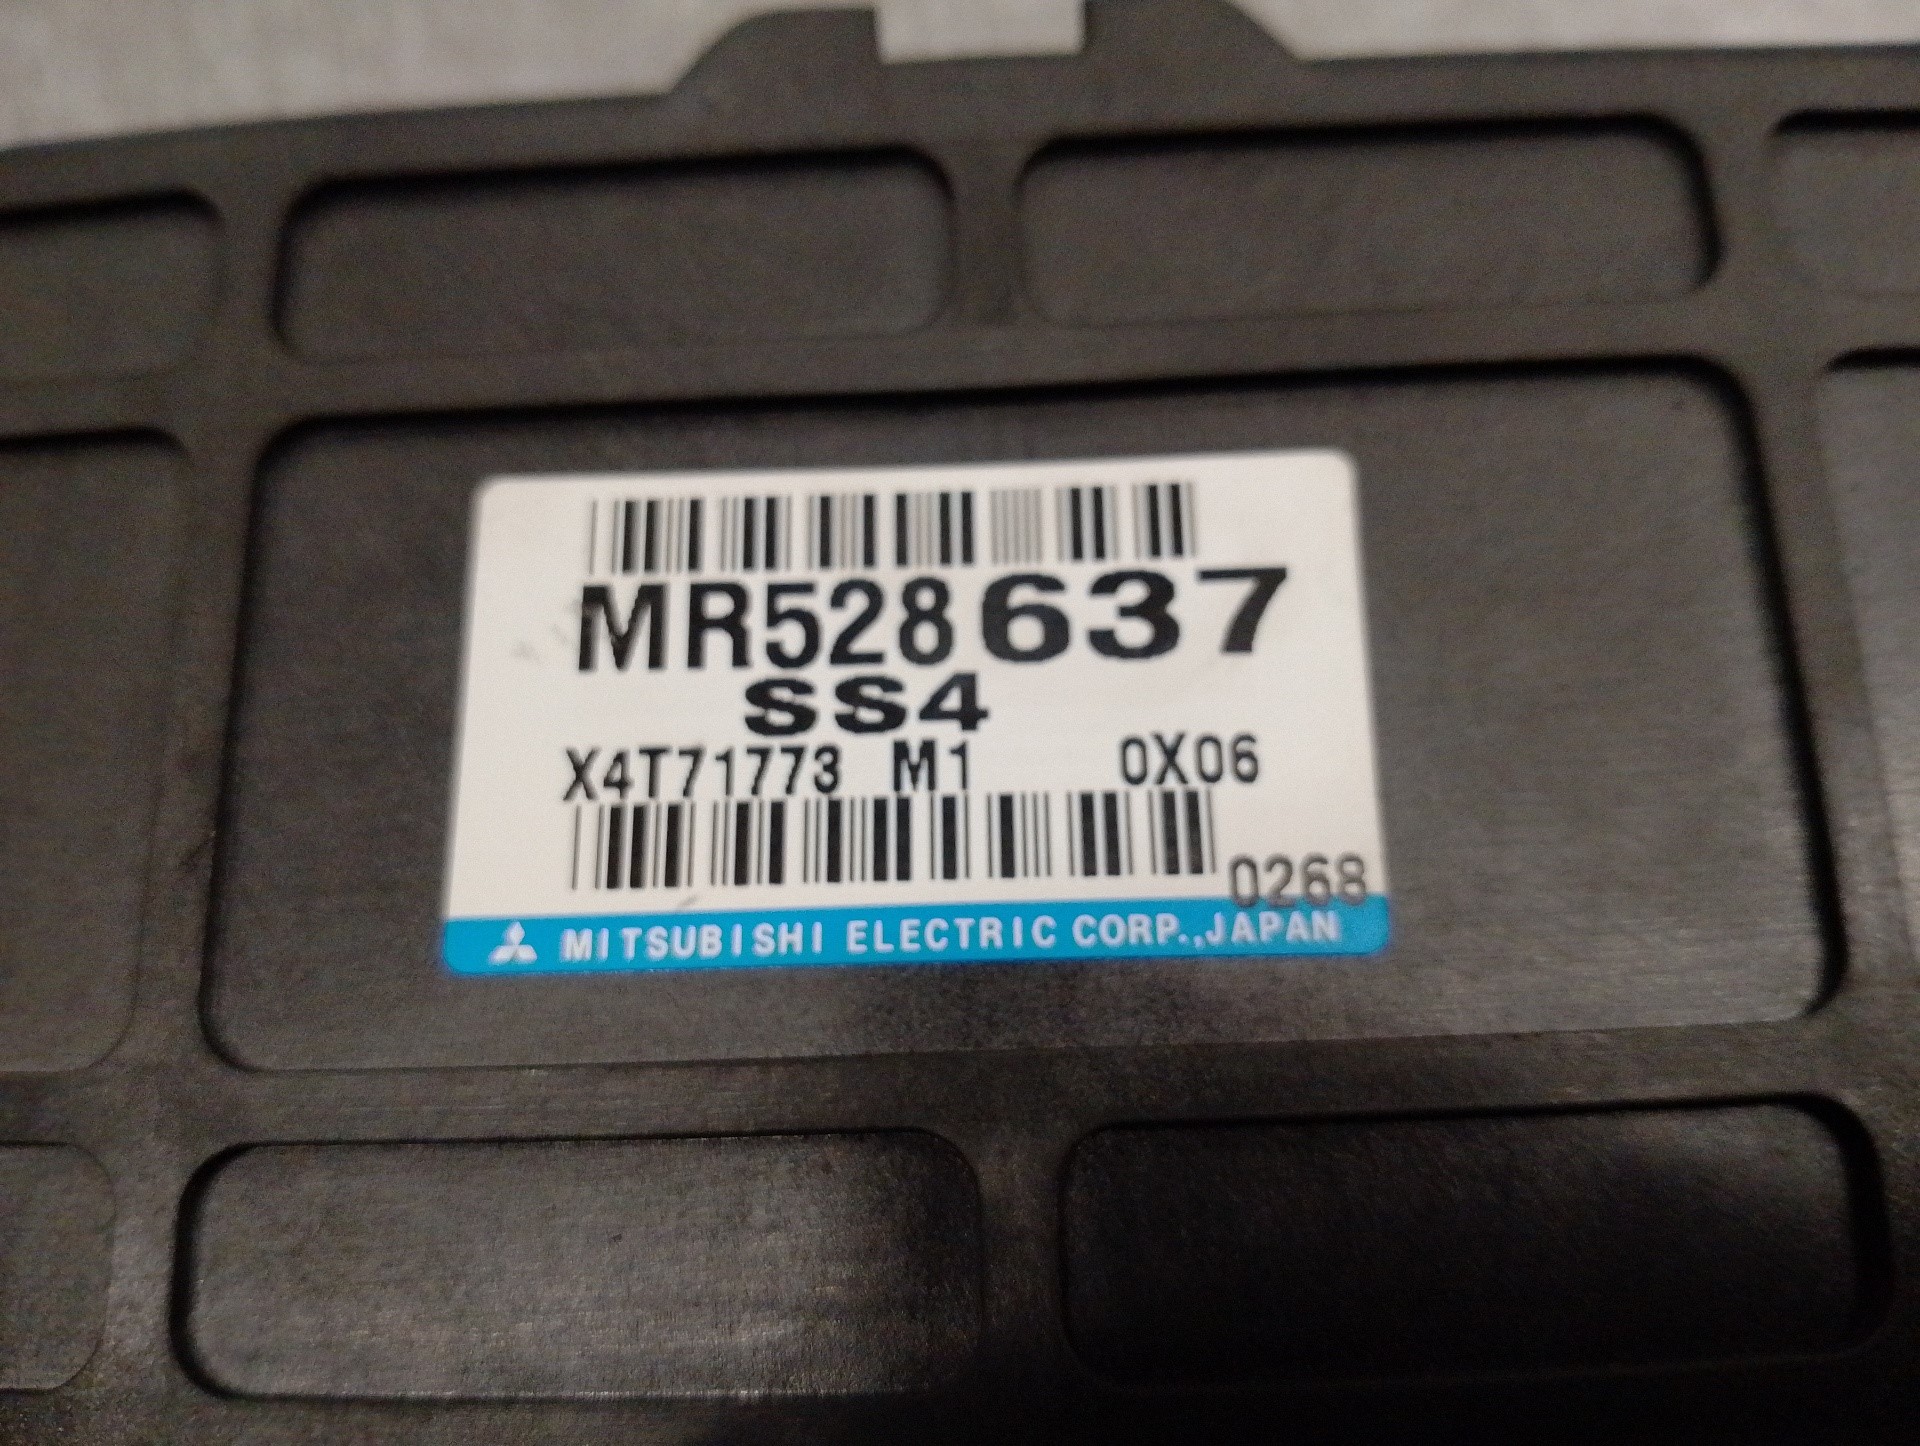 MR528637
SS4
X4T71773 M1 0X06
0268
MITSUBISHI ELECTRIC CORP.,JAPAN